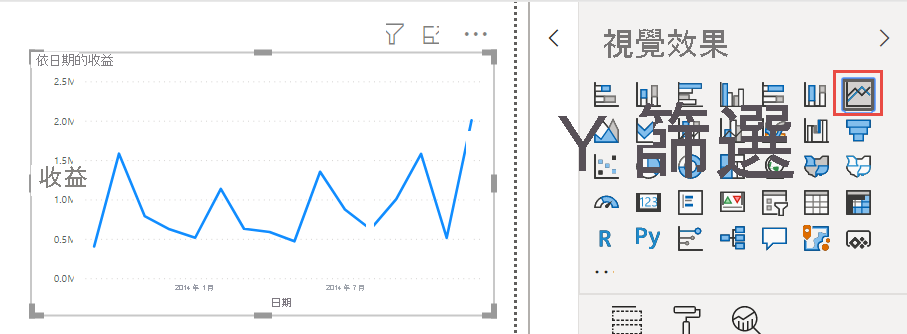 視覺效果
依日期的收益
2.5M
2.0M
1.5M
收益
1.0M
0.5M
0.0M
2014 年 1月
2014 年 7月
日期
Y 篩選
123
R
Py